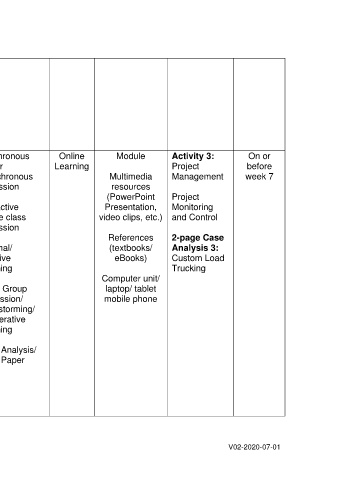 hronous
r
chronous
ssion
ctive
e class
ssion
nal/
ive
ing
Group
ssion/
storming/
erative
ing
Analysis/
Paper
Online
Learning
Module
Multimedia
resources
(PowerPoint
Presentation,
video clips, etc.)
References
(textbooks/
eBooks)
Computer unit/
laptop/ tablet
mobile phone
Activity 3:
Project
Management
Project
Monitoring
and Control
2-page Case
Analysis 3:
Custom Load
Trucking
On or
before
week 7
V02-2020-07-01